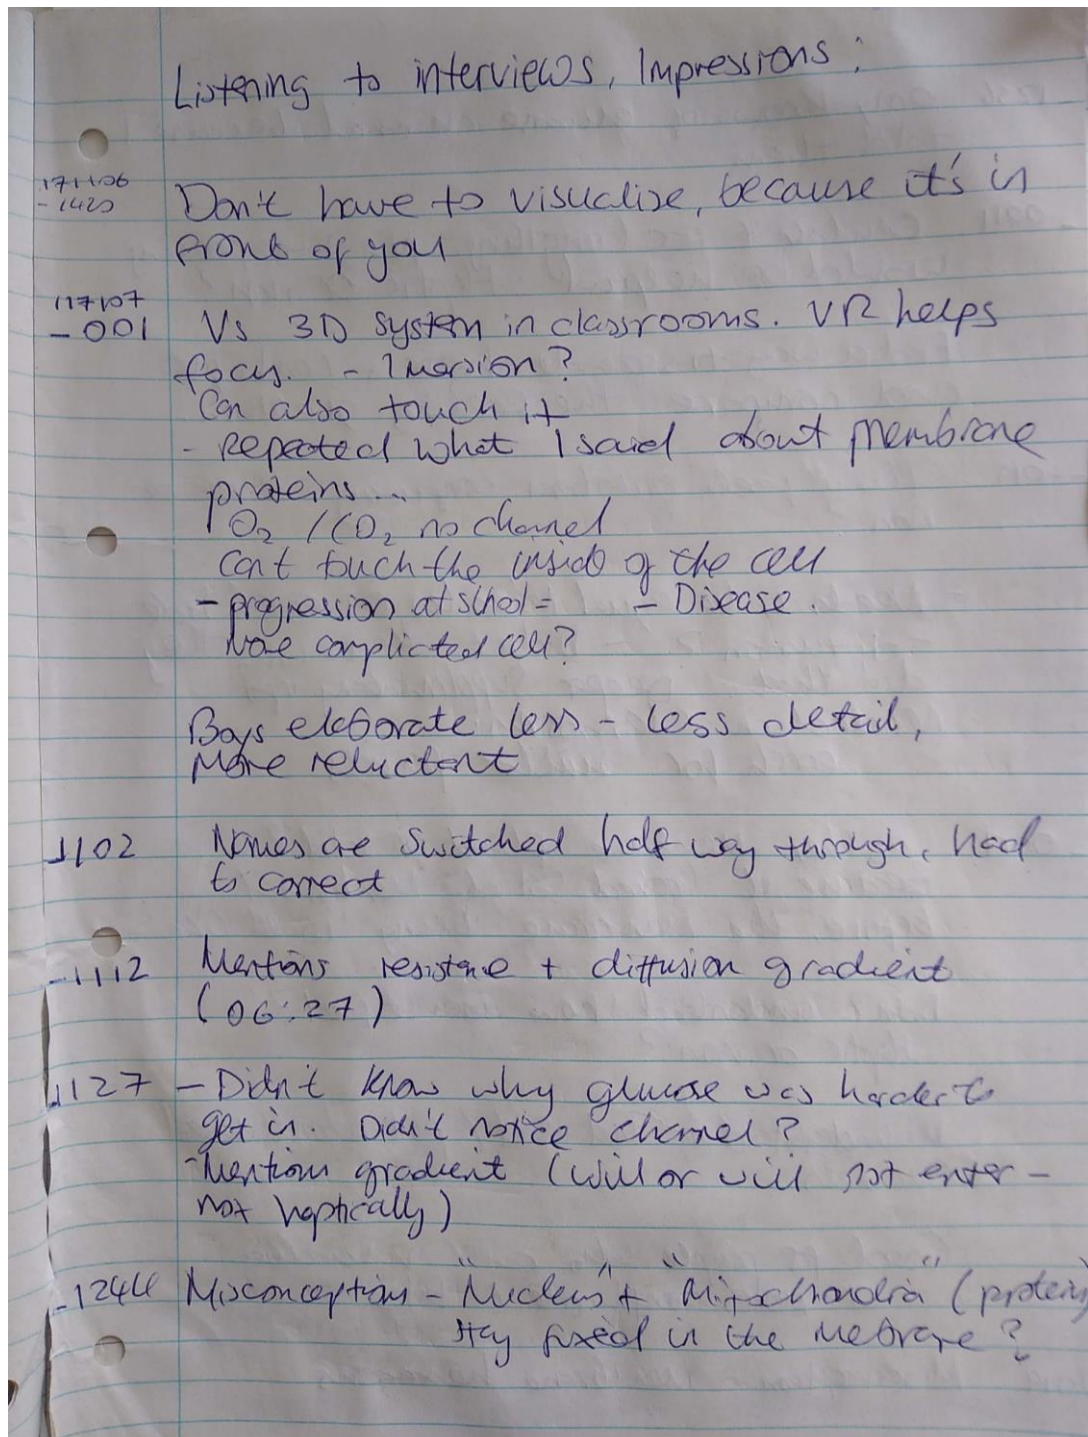 Listening to interviews, Impressions:
171106
-1423 Don't have to visualise, because it's in
front of you
117107
-001 Vs 3D system in classrooms. VR helps
focus. - Imersion?
Can also touch it
- Repeated what I said about membrane
proteins...
O2 / CO2 no channel
Can't touch the inside of the cell
- progression at school = - Disease.
More complicted cell?
Boys elaborate less - less detail,
More reluctant
-1102 Names are switched half way through, had
to correct
-1112 Mentions resistance + diffusion gradient
(06:27)
-1127 - Didn't know why glucose was harder to
get in. Didn't notice channel?
- Mentions gradient (will or will not enter -
not haptically)
-1244 Misconceptions - "Nucleus" + "Mitochondria" (protein)
stay fixed in the mebrane?